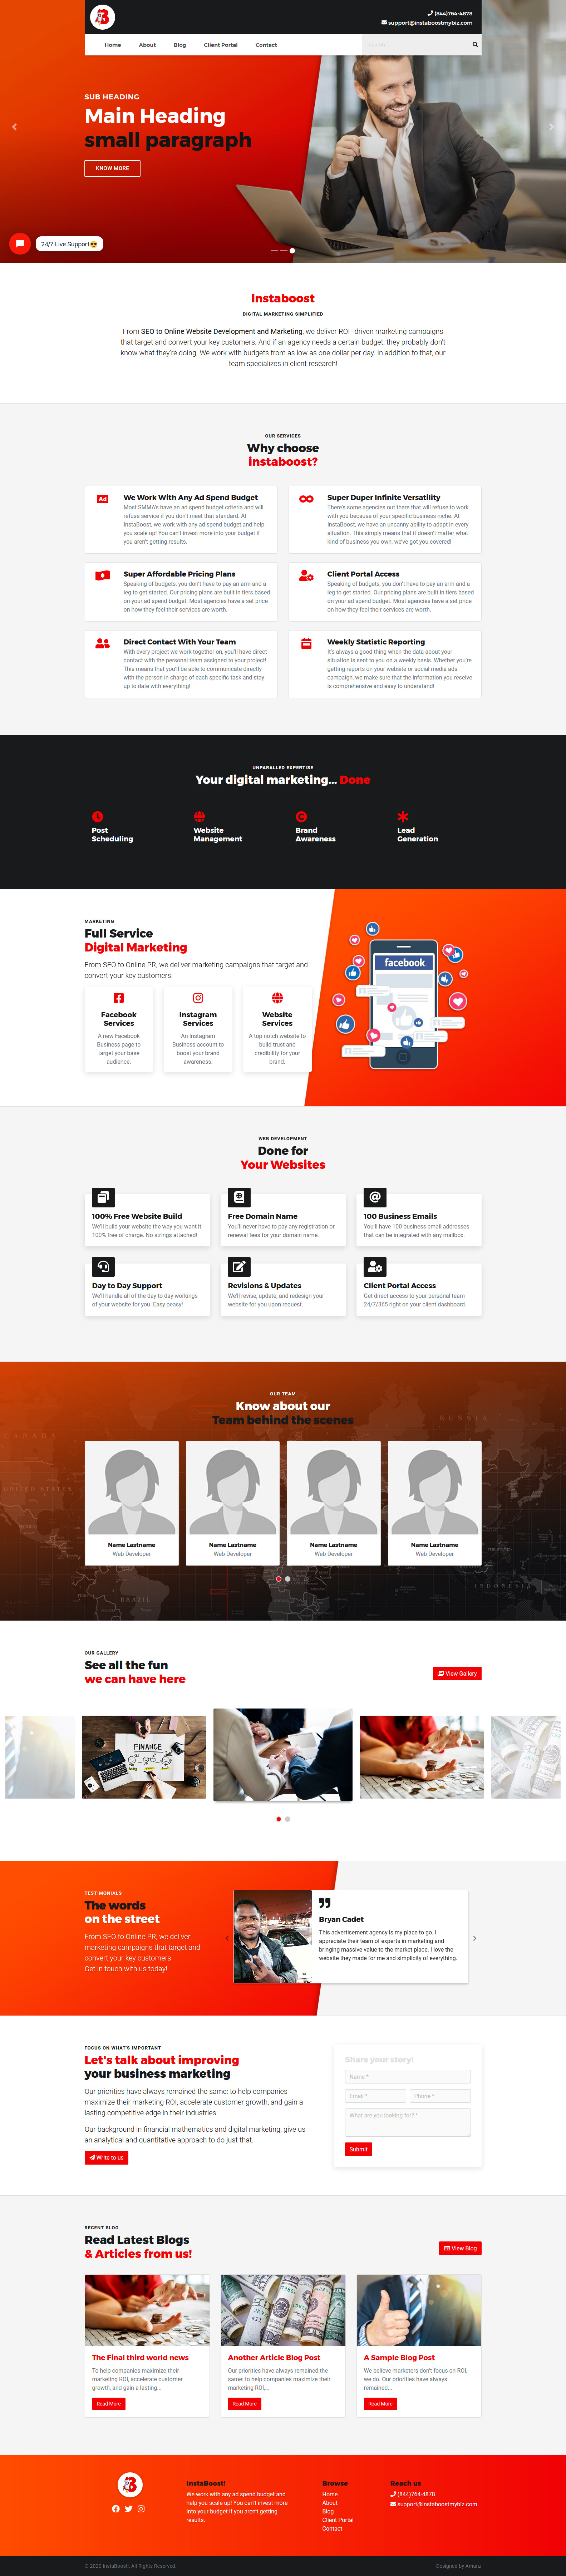 (844)764-4878
support@instaboostmybiz.com
Home About Blog Client Portal Contact
SUB HEADING
Main Heading
small paragraph
KNOW MORE
24/7 Live Support😎
Instaboost
DIGITAL MARKETING SIMPLIFIED
From SEO to Online Website Development and Marketing, we deliver ROI–driven marketing campaigns
that target and convert your key customers. And if an agency needs a certain budget, they probably don't
know what they're doing. We work with budgets from as low as one dollar per day. In addition to that, our
team specializes in client research!
OUR SERVICES
Why choose
instaboost?
Ad
We Work With Any Ad Spend Budget
Most SMMA's have an ad spend budget criteria and will
refuse service if you don't meet that standard. At
InstaBoost, we work with any ad spend budget and help
you scale up! You can't invest more into your budget if
you aren't getting results.
Super Duper Infinite Versatility
There's some agencies out there that will refuse to work
with you because of your specific business niche. At
InstaBoost, we have an uncanny ability to adapt in every
situation. This simply means that it doesn't matter what
kind of business you own, we've got you covered!
Super Affordable Pricing Plans
Speaking of budgets, you don't have to pay an arm and a
leg to get started. Our pricing plans are built in tiers based
on your ad spend budget. Most agencies have a set price
on how they feel their services are worth.
Client Portal Access
Speaking of budgets, you don't have to pay an arm and a
leg to get started. Our pricing plans are built in tiers based
on your ad spend budget. Most agencies have a set price
on how they feel their services are worth.
Direct Contact With Your Team
With every project we work together on, you'll have direct
contact with the personal team assigned to your project!
This means you'll be able to communicate directly
with the person in charge of each specific task and stay
up to date with everything!
Weekly Statistic Reporting
It's always a good thing when the data about your
situation is sent to you on a weekly basis. Whether you're
getting reports on your website or social media ads
campaign, we make sure that the information you receive
is comprehensive and easy to understand!
UNPARALLED EXPERTISE
Your digital marketing... Done
Post
Scheduling
Website
Management
Brand
Awareness
Lead
Generation
MARKETING
Full Service
Digital Marketing
From SEO to Online PR, we deliver marketing campaigns that target and
convert your key customers.
Facebook
Services
A new Facebook
Business page to
target your base
audience.
Instagram
Services
An Instagram
Business account to
boost your brand
awareness.
Website
Services
A top notch website to
build trust and
credibility for your
brand.
facebook
WEB DEVELOPMENT
Done for
Your Websites
100% Free Website Build
We'll build your website the way you want it
100% free of charge. No strings attached!
Free Domain Name
You'll never have to pay any registration or
renewal fees for your domain name.
100 Business Emails
You'll have 100 business email addresses
that can be integrated with any mailbox.
Day to Day Support
We'll handle all of the day to day workings
of your website for you. Easy peasy!
Revisions & Updates
We'll revise, update, and redesign your
website for you upon request.
Client Portal Access
Get direct access to your personal team
24/7/365 right on your client dashboard.
OUR TEAM
Know about our
Team behind the scenes
Name Lastname
Web Developer
Name Lastname
Web Developer
Name Lastname
Web Developer
Name Lastname
Web Developer
OUR GALLERY
See all the fun
we can have here
View Gallery
FINANCE
TESTIMONIALS
The words
on the street
From SEO to Online PR, we deliver
marketing campaigns that target and
convert your key customers.
Get in touch with us today!
Bryan Cadet
This advertisement agency is my place to go. I
appreciate their team of experts in marketing and
bringing massive value to the market place. I love the
website they made for me and simplicity of everything.
FOCUS ON WHAT'S IMPORTANT
Let's talk about improving
your business marketing
Our priorities have always remained the same: to help companies
maximize their marketing ROI, accelerate customer growth, and gain a
lasting competitive edge in their industries.
Our background in financial mathematics and digital marketing, give us
an analytical and quantitative approach to do just that.
Write to us
Share your story!
Name *
Email * Phone *
What are you looking for? *
Submit
RECENT BLOG
Read Latest Blogs
& Articles from us!
View Blog
The Final third world news
To help companies maximize their
marketing ROI, accelerate customer
growth, and gain a lasting...
Read More
Another Article Blog Post
Our priorities have always remained the
same: to help companies maximize their
marketing ROI,...
Read More
A Sample Blog Post
We believe marketers don't focus on ROI,
we do. Our priorities have always
remained...
Read More
InstaBoost!
We work with any ad spend budget and
help you scale up! You can't invest more
into your budget if you aren't getting
results.
Browse
Home
About
Blog
Client Portal
Contact
Reach us
(844)764-4878
support@instaboostmybiz.com
© 2020 InstaBoost!, All Rights Reserved.